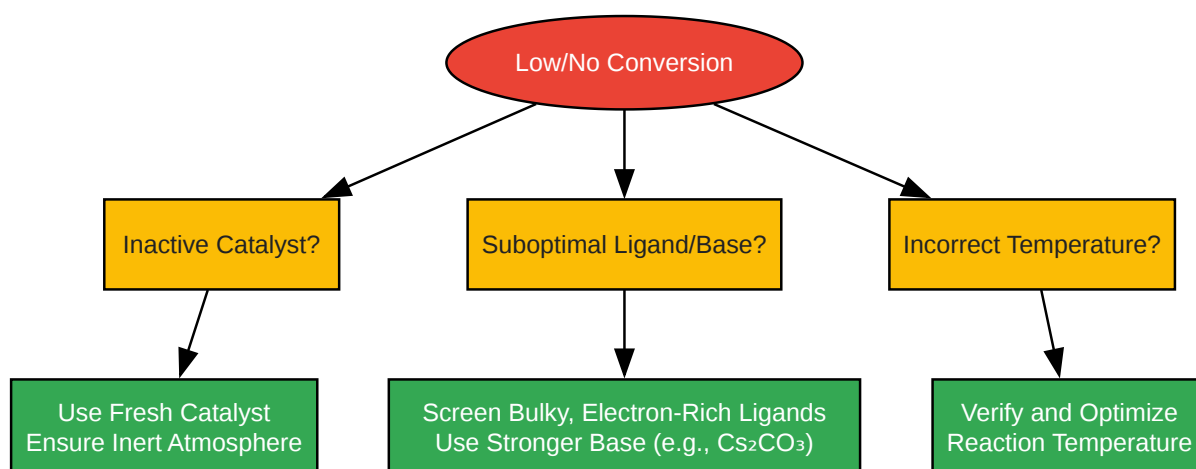 Low/No Conversion
Inactive Catalyst?
Suboptimal Ligand/Base?
Incorrect Temperature?
Use Fresh Catalyst
Ensure Inert Atmosphere
Screen Bulky, Electron-Rich Ligands
Use Stronger Base (e.g., Cs₂CO₃)
Verify and Optimize
Reaction Temperature